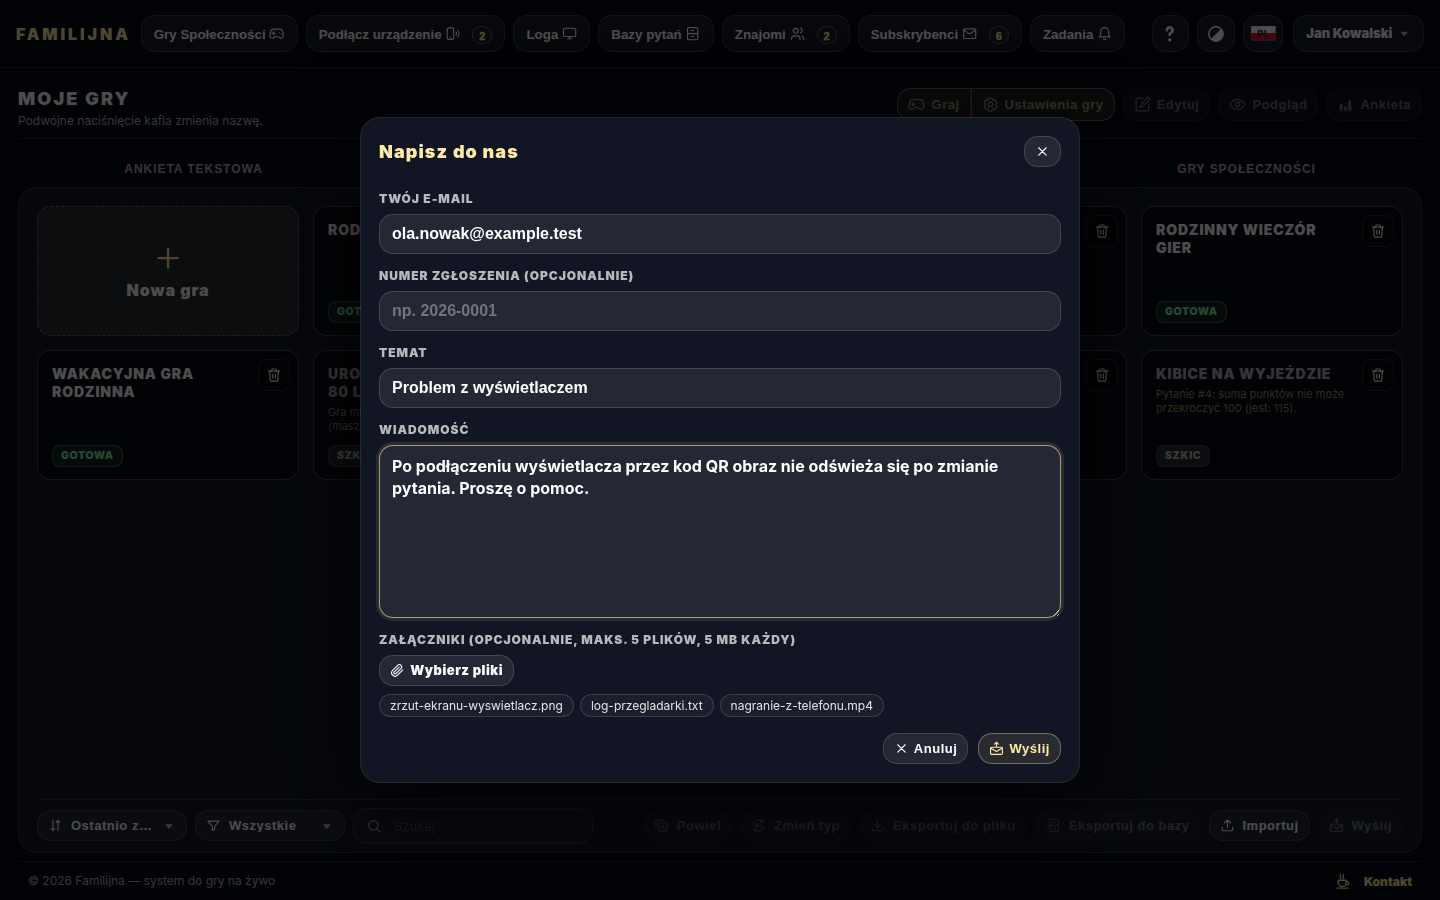 FAMILIJNA
Gry Społeczności
Podłącz urządzenie 2
Loga
Bazy pytań
Znajomi 2
Subskrybenci 6
Zadania
?
PL
Jan Kowalski
MOJE GRY
Podwójne naciśnięcie kafla zmienia nazwę.
Graj
Ustawienia gry
Edytuj
Podgląd
Ankieta
ANKIETA TEKSTOWA
GRY SPOŁECZNOŚCI
Nowa gra
RODZINNY WIECZÓR
GIER
GOTOWA
WAKACYJNA GRA
RODZINNA
GOTOWA
80 L
Gra
KIBICE NA WYJEŹDZIE
Pytanie #4: suma punktów nie może
przekroczyć 100 (jest: 115).
SZKIC
Napisz do nas
TWÓJ E-MAIL
ola.nowak@example.test
NUMER ZGŁOSZENIA (OPCJONALNIE)
np. 2026-0001
TEMAT
Problem z wyświetlaczem
WIADOMOŚĆ
Po podłączeniu wyświetlacza przez kod QR obraz nie odświeża się po zmianie
pytania. Proszę o pomoc.
ZAŁĄCZNIKI (OPCJONALNIE, MAKS. 5 PLIKÓW, 5 MB KAŻDY)
Wybierz pliki
zrzut-ekranu-wyswietlacz.png
log-przegladarki.txt
nagranie-z-telefonu.mp4
Anuluj
Wyślij
Ostatnio z...
Wszystkie
Szukaj...
Powiel
Zmień typ
Eksportuj do pliku
Eksportuj do bazy
Importuj
Wyślij
© 2026 Familijna — system do gry na żywo
Kontakt